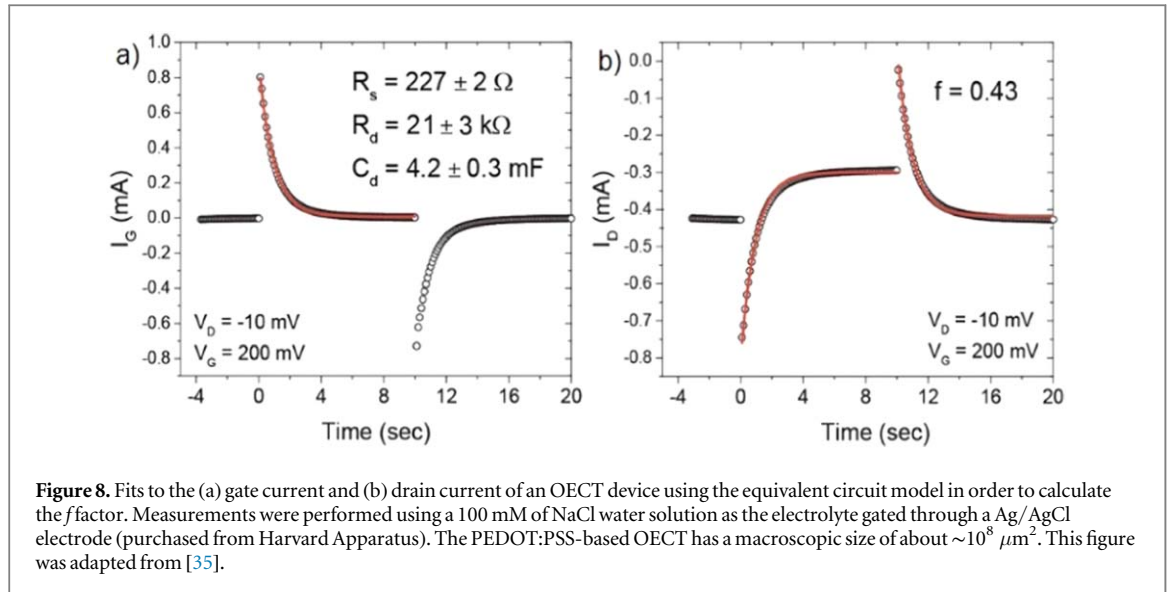 a)
1.0
0.8
0.6
0.4
0.2
0.0
-0.2
-0.4
-0.6
-0.8
I_G (mA)
R_s = 227 ± 2 Ω
R_d = 21 ± 3 kΩ
C_d = 4.2 ± 0.3 mF
V_D = -10 mV
V_G = 200 mV
-4 0 4 8 12 16 20
Time (sec)
b)
0.0
-0.1
-0.2
-0.3
-0.4
-0.5
-0.6
-0.7
-0.8
I_D (mA)
f = 0.43
V_D = -10 mV
V_G = 200 mV
-4 0 4 8 12 16 20
Time (sec)
Figure 8. Fits to the (a) gate current and (b) drain current of an OECT device using the equivalent circuit model in order to calculate
the f factor. Measurements were performed using a 100 mM of NaCl water solution as the electrolyte gated through a Ag/AgCl
electrode (purchased from Harvard Apparatus). The PEDOT:PSS-based OECT has a macroscopic size of about ~10⁸ μm². This figure
was adapted from [35].